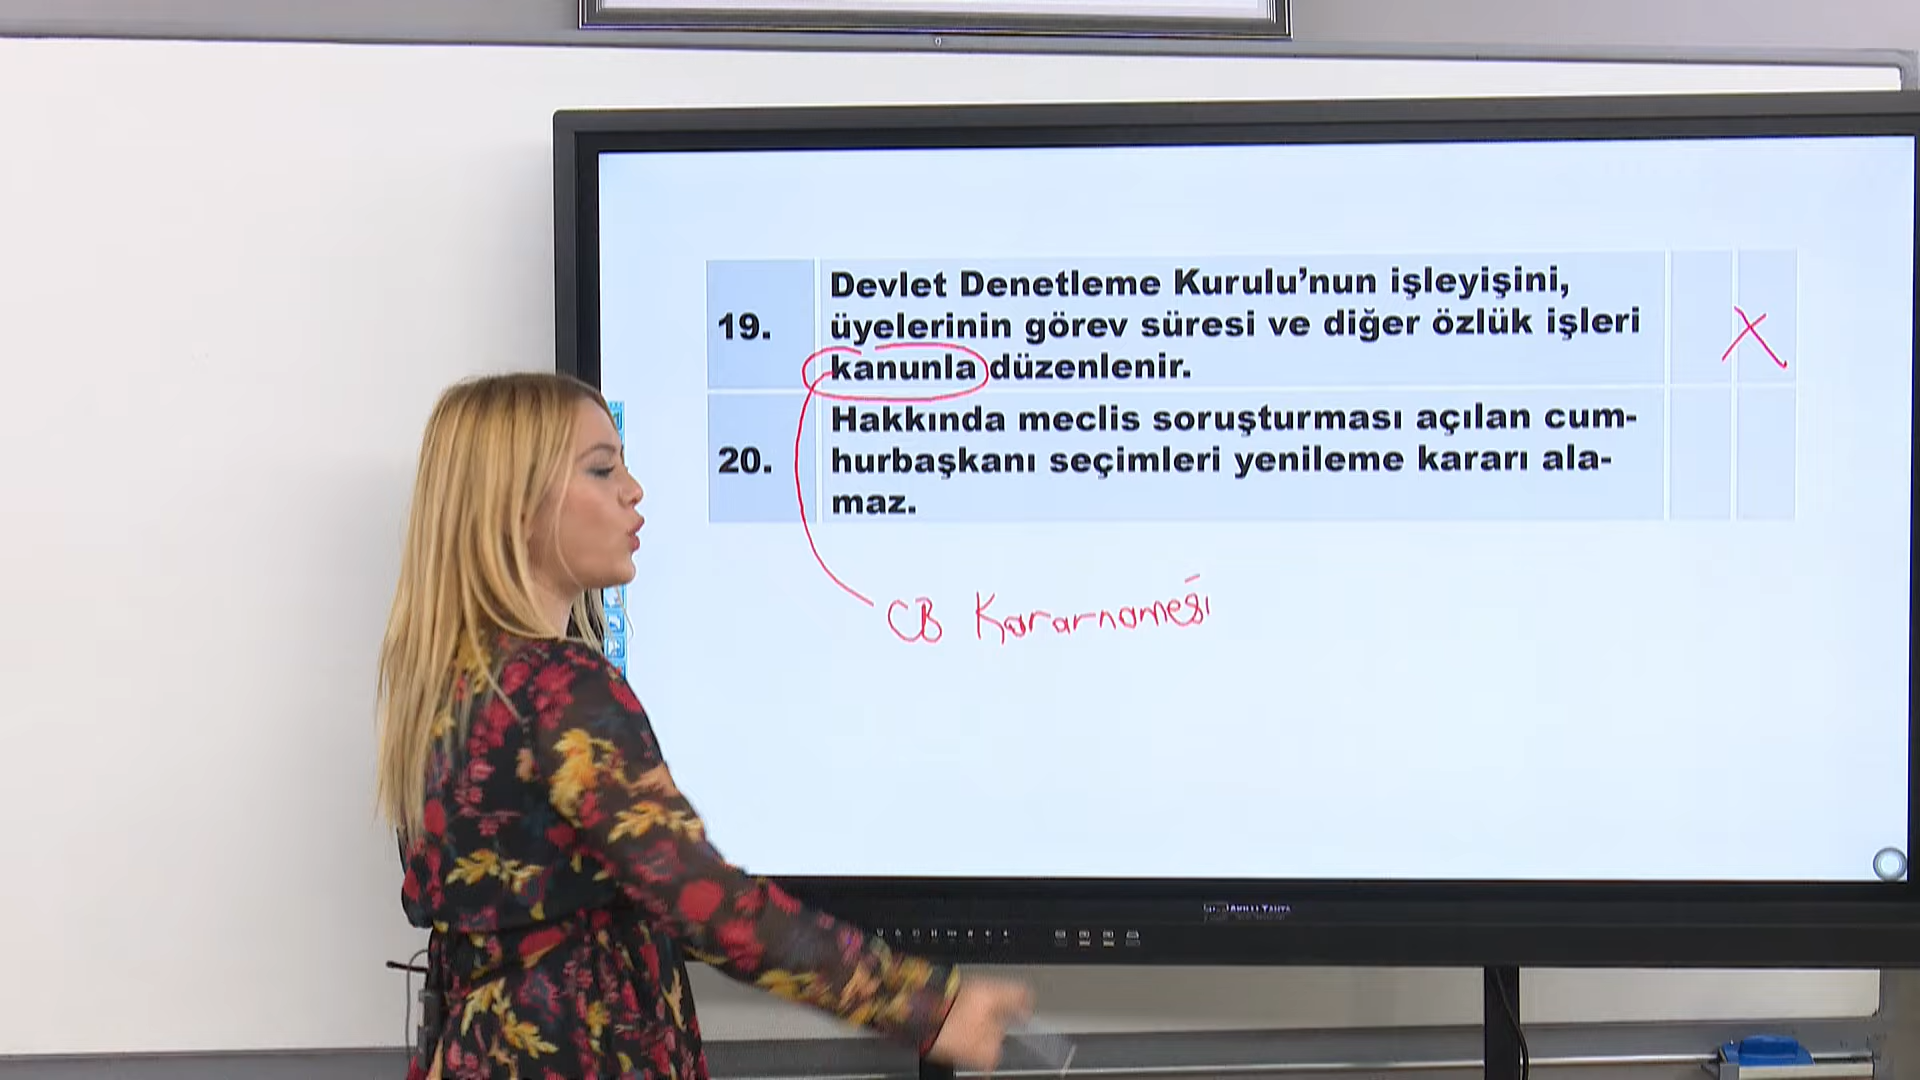 19.
Devlet Denetleme Kurulu’nun işleyişini,
üyelerinin görev süresi ve diğer özlük işleri
kanunla düzenlenir.
X
20.
Hakkında meclis soruşturması açılan cum-
hurbaşkanı seçimleri yenileme kararı ala-
maz.
CB Kararnamesi